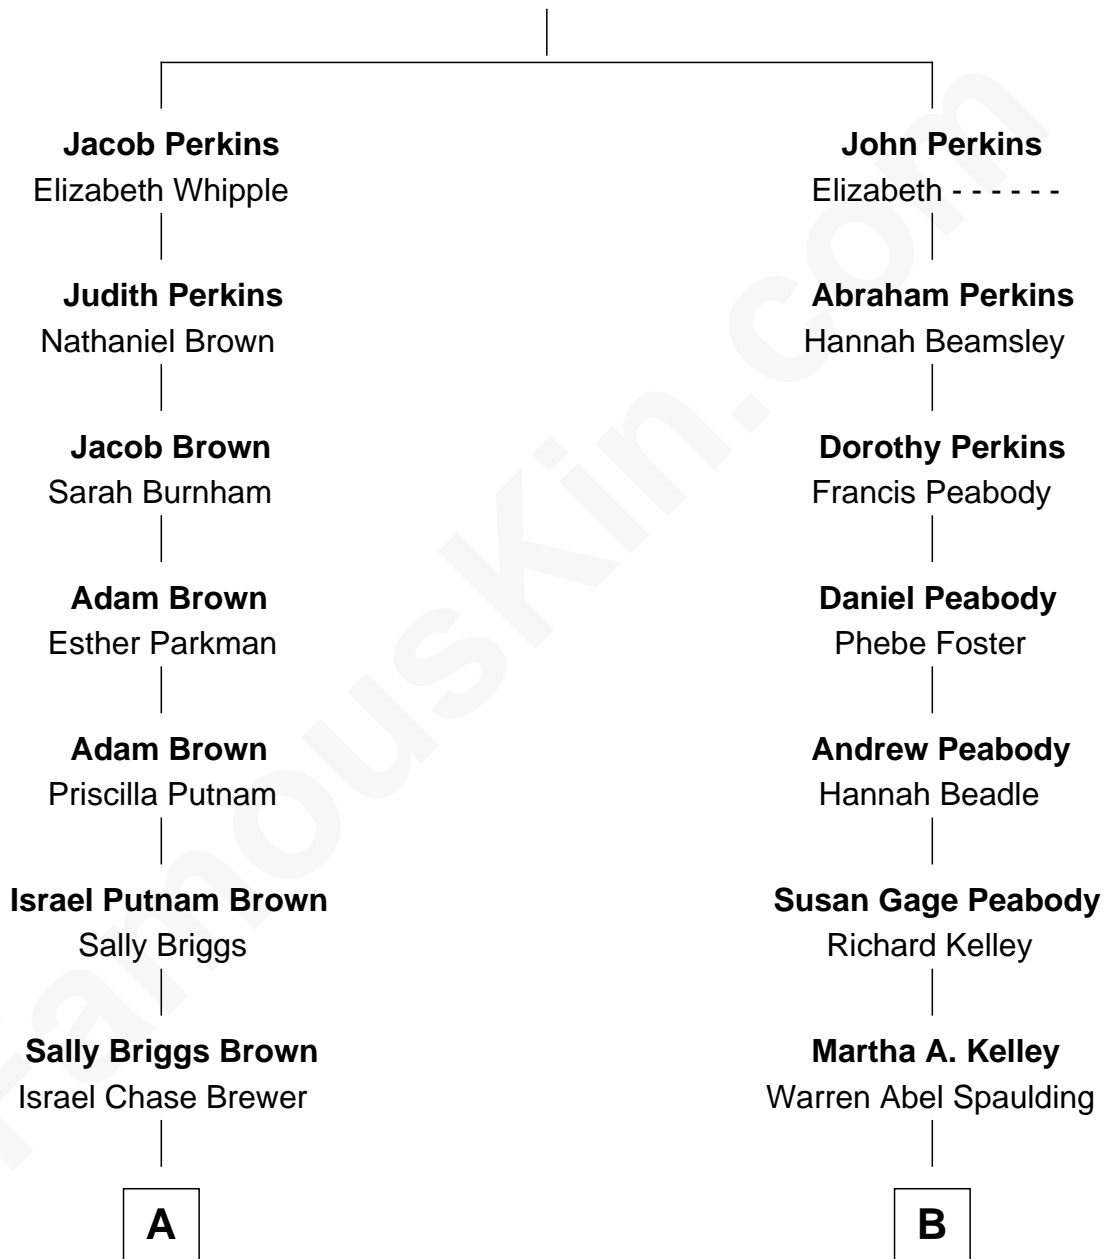 Jacob Perkins
Elizabeth Whipple
John Perkins
Elizabeth - - - - - -
Judith Perkins
Nathaniel Brown
Abraham Perkins
Hannah Beamsley
Jacob Brown
Sarah Burnham
Dorothy Perkins
Francis Peabody
Adam Brown
Esther Parkman
Daniel Peabody
Phebe Foster
Adam Brown
Priscilla Putnam
Andrew Peabody
Hannah Beadle
Israel Putnam Brown
Sally Briggs
Susan Gage Peabody
Richard Kelley
Sally Briggs Brown
Israel Chase Brewer
Martha A. Kelley
Warren Abel Spaulding
A
B
FamousKin.com